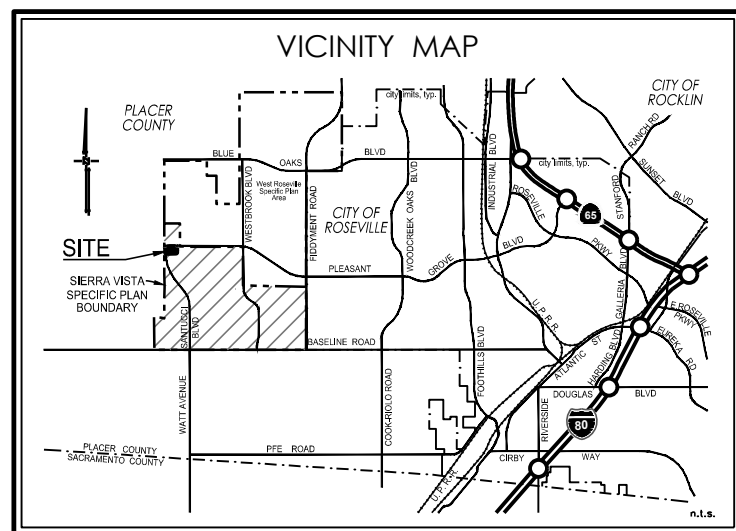 VICINITY MAP
CITY OF
ROCKLIN
PLACER
COUNTY
city limits, typ.
RANCH RD
SUNSET BLVD
BLUE OAKS BLVD
city limits, typ.
INDUSTRIAL BLVD
STANFORD
West Roseville
Specific Plan
Area
WESTBROOK BLVD
FIDDYMENT ROAD
CITY OF
ROSEVILLE
WOODCREEK OAKS BLVD
ROSEVILLE PKWY
65
SITE
PLEASANT GROVE BLVD
SIERRA VISTA
SPECIFIC PLAN
BOUNDARY
SANTUCCI
BLVD
U.P.R.R.
GALLERIA BLVD
E ROSEVILLE
PKWY
EUREKA RD
BASELINE ROAD
FOOTHILLS BLVD
ATLANTIC ST
HARDING BLVD
DOUGLAS BLVD
WATT AVENUE
COOK-RIOLO ROAD
RIVERSIDE
80
PLACER COUNTY
SACRAMENTO COUNTY
PFE ROAD
CIRBY WAY
U.P.R.R.
n.t.s.